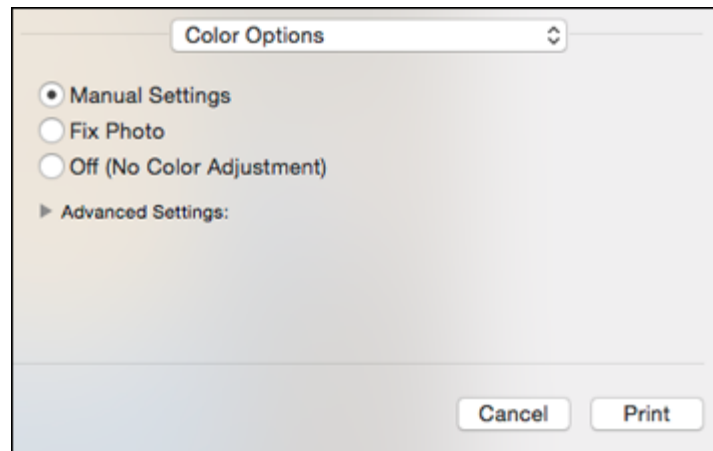 Color Options
Manual Settings
Fix Photo
Off (No Color Adjustment)
Advanced Settings:
Cancel Print